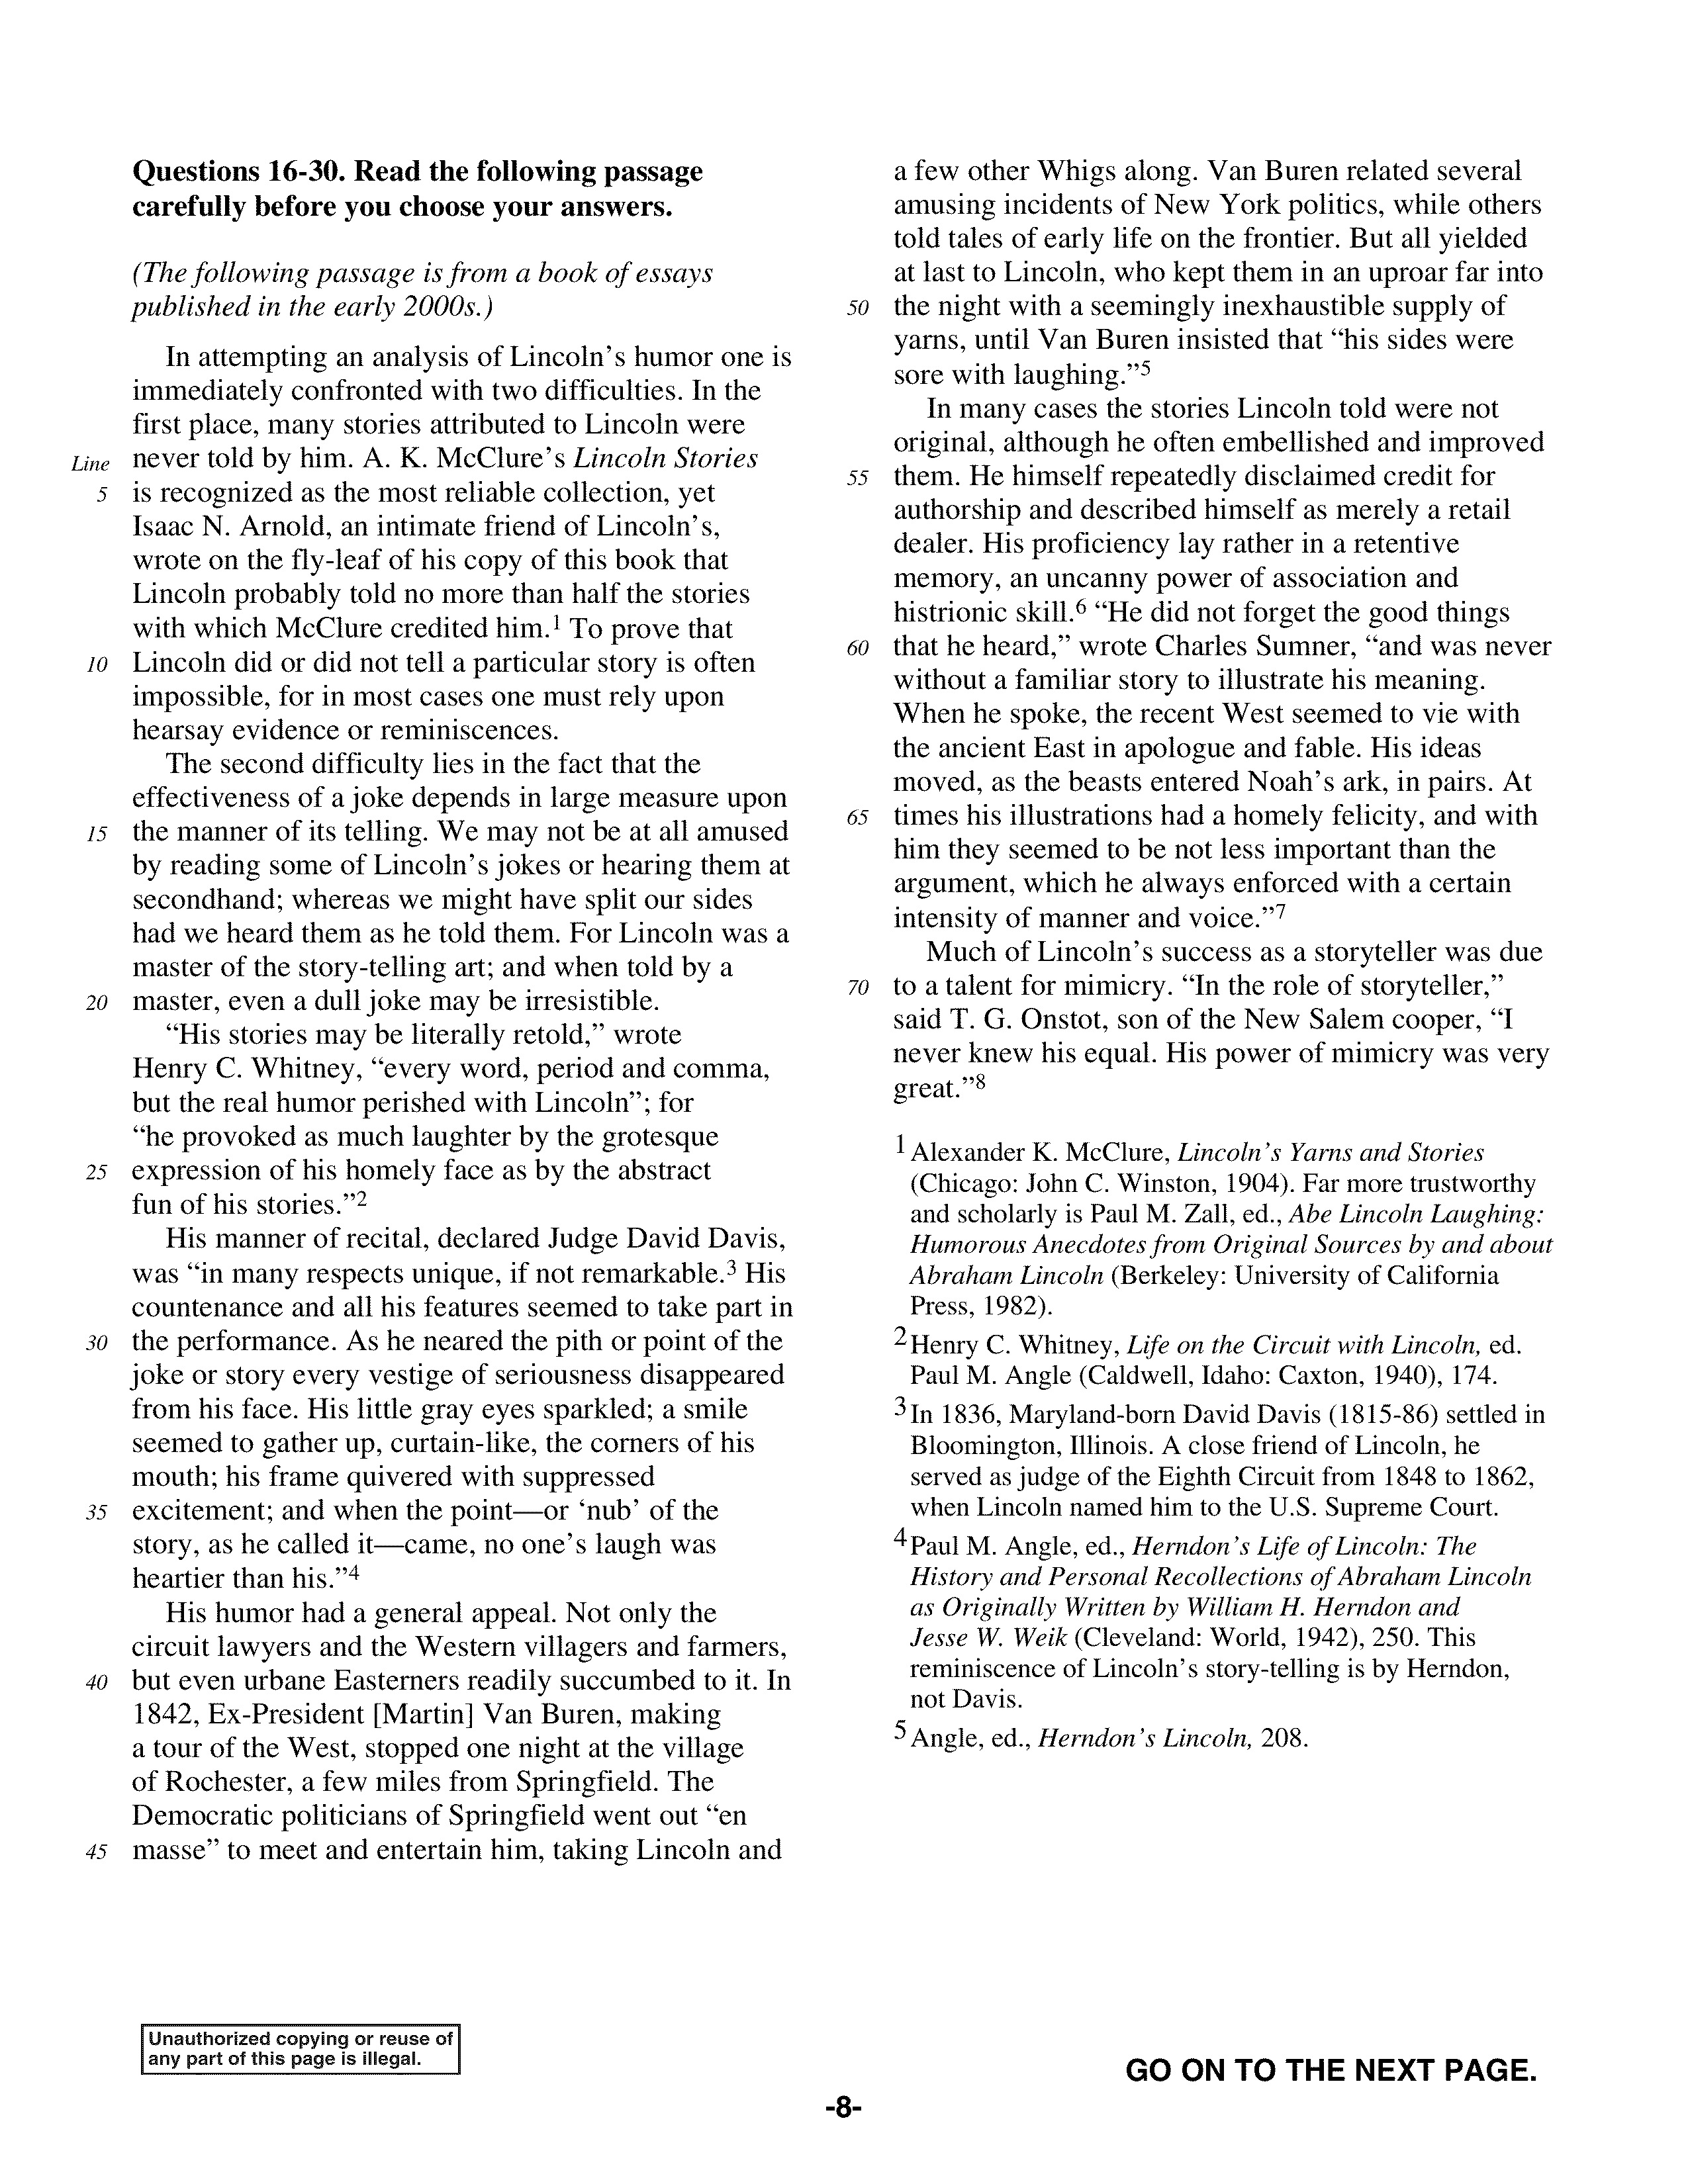 Questions 16-30. Read the following passage
carefully before you choose your answers.
(The following passage is from a book of essays
published in the early 2000s.)
In attempting an analysis of Lincoln's humor one is
immediately confronted with two difficulties. In the
first place, many stories attributed to Lincoln were
Line never told by him. A. K. McClure's Lincoln Stories
5 is recognized as the most reliable collection, yet
Isaac N. Arnold, an intimate friend of Lincoln's,
wrote on the fly-leaf of his copy of this book that
Lincoln probably told no more than half the stories
with which McClure credited him.1 To prove that
10 Lincoln did or did not tell a particular story is often
impossible, for in most cases one must rely upon
hearsay evidence or reminiscences.
The second difficulty lies in the fact that the
effectiveness of a joke depends in large measure upon
15 the manner of its telling. We may not be at all amused
by reading some of Lincoln's jokes or hearing them at
secondhand; whereas we might have split our sides
had we heard them as he told them. For Lincoln was a
master of the story-telling art; and when told by a
20 master, even a dull joke may be irresistible.
“His stories may be literally retold,” wrote
Henry C. Whitney, “every word, period and comma,
but the real humor perished with Lincoln”; for
“he provoked as much laughter by the grotesque
25 expression of his homely face as by the abstract
fun of his stories.”2
His manner of recital, declared Judge David Davis,
was “in many respects unique, if not remarkable.3 His
countenance and all his features seemed to take part in
30 the performance. As he neared the pith or point of the
joke or story every vestige of seriousness disappeared
from his face. His little gray eyes sparkled; a smile
seemed to gather up, curtain-like, the corners of his
mouth; his frame quivered with suppressed
35 excitement; and when the point—or ‘nub’ of the
story, as he called it—came, no one's laugh was
heartier than his.”4
His humor had a general appeal. Not only the
circuit lawyers and the Western villagers and farmers,
40 but even urbane Easterners readily succumbed to it. In
1842, Ex-President [Martin] Van Buren, making
a tour of the West, stopped one night at the village
of Rochester, a few miles from Springfield. The
Democratic politicians of Springfield went out “en
45 masse” to meet and entertain him, taking Lincoln and
a few other Whigs along. Van Buren related several
amusing incidents of New York politics, while others
told tales of early life on the frontier. But all yielded
at last to Lincoln, who kept them in an uproar far into
50 the night with a seemingly inexhaustible supply of
yarns, until Van Buren insisted that “his sides were
sore with laughing.”5
In many cases the stories Lincoln told were not
original, although he often embellished and improved
55 them. He himself repeatedly disclaimed credit for
authorship and described himself as merely a retail
dealer. His proficiency lay rather in a retentive
memory, an uncanny power of association and
histrionic skill.6 “He did not forget the good things
60 that he heard,” wrote Charles Sumner, “and was never
without a familiar story to illustrate his meaning.
When he spoke, the recent West seemed to vie with
the ancient East in apologue and fable. His ideas
moved, as the beasts entered Noah's ark, in pairs. At
65 times his illustrations had a homely felicity, and with
him they seemed to be not less important than the
argument, which he always enforced with a certain
intensity of manner and voice.”7
Much of Lincoln's success as a storyteller was due
70 to a talent for mimicry. “In the role of storyteller,”
said T. G. Onstot, son of the New Salem cooper, “I
never knew his equal. His power of mimicry was very
great.”8
1 Alexander K. McClure, Lincoln's Yarns and Stories
(Chicago: John C. Winston, 1904). Far more trustworthy
and scholarly is Paul M. Zall, ed., Abe Lincoln Laughing:
Humorous Anecdotes from Original Sources by and about
Abraham Lincoln (Berkeley: University of California
Press, 1982).
2 Henry C. Whitney, Life on the Circuit with Lincoln, ed.
Paul M. Angle (Caldwell, Idaho: Caxton, 1940), 174.
3 In 1836, Maryland-born David Davis (1815-86) settled in
Bloomington, Illinois. A close friend of Lincoln, he
served as judge of the Eighth Circuit from 1848 to 1862,
when Lincoln named him to the U.S. Supreme Court.
4 Paul M. Angle, ed., Herndon's Life of Lincoln: The
History and Personal Recollections of Abraham Lincoln
as Originally Written by William H. Herndon and
Jesse W. Weik (Cleveland: World, 1942), 250. This
reminiscence of Lincoln's story-telling is by Herndon,
not Davis.
5 Angle, ed., Herndon's Lincoln, 208.
Unauthorized copying or reuse of
any part of this page is illegal.
GO ON TO THE NEXT PAGE.
-8-